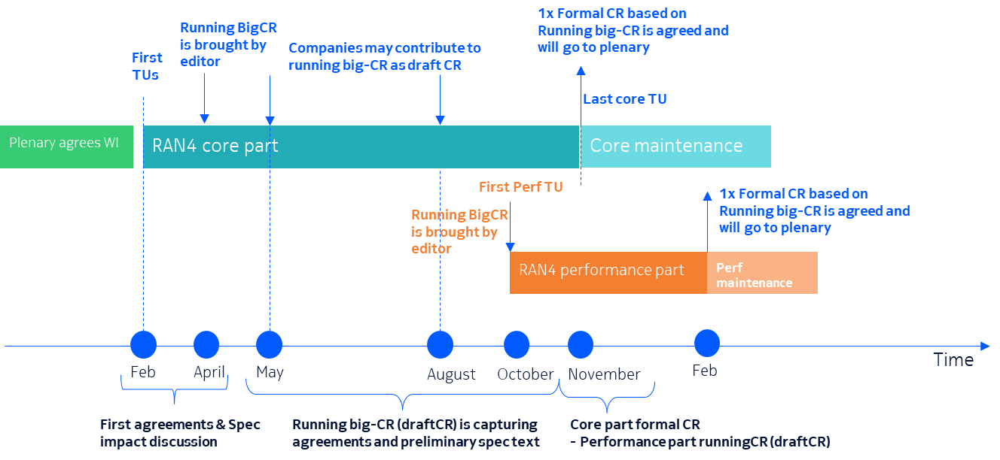 1x Formal CR based on
Running big-CR is agreed and
will go to plenary
Running BigCR
is brought by
editor
Companies may contribute to
running big-CR as draft CR
First
TUs
Last core TU
Plenary agrees WI
RAN4 core part
Core maintenance
First Perf TU
1x Formal CR based on
Running big-CR is agreed and
will go to plenary
Running BigCR
is brought by
editor
RAN4 performance part
Perf
maintenance
Time
Feb
April
May
August
October
November
Feb
First agreements & Spec
impact discussion
Running big-CR (draftCR) is capturing
agreements and preliminary spec text
Core part formal CR
- Performance part runningCR (draftCR)